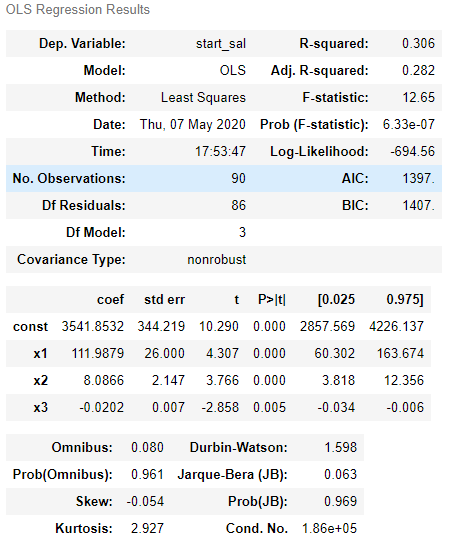 OLS Regression Results
Dep. Variable: start_sal R-squared: 0.306
Model: OLS Adj. R-squared: 0.282
Method: Least Squares F-statistic: 12.65
Date: Thu, 07 May 2020 Prob (F-statistic): 6.33e-07
Time: 17:53:47 Log-Likelihood: -694.56
No. Observations: 90 AIC: 1397.
Df Residuals: 86 BIC: 1407.
Df Model: 3
Covariance Type: nonrobust
coef std err t P>|t| [0.025 0.975]
const 3541.8532 344.219 10.290 0.000 2857.569 4226.137
x1 111.9879 26.000 4.307 0.000 60.302 163.674
x2 8.0866 2.147 3.766 0.000 3.818 12.356
x3 -0.0202 0.007 -2.858 0.005 -0.034 -0.006
Omnibus: 0.080 Durbin-Watson: 1.598
Prob(Omnibus): 0.961 Jarque-Bera (JB): 0.063
Skew: -0.054 Prob(JB): 0.969
Kurtosis: 2.927 Cond. No. 1.86e+05